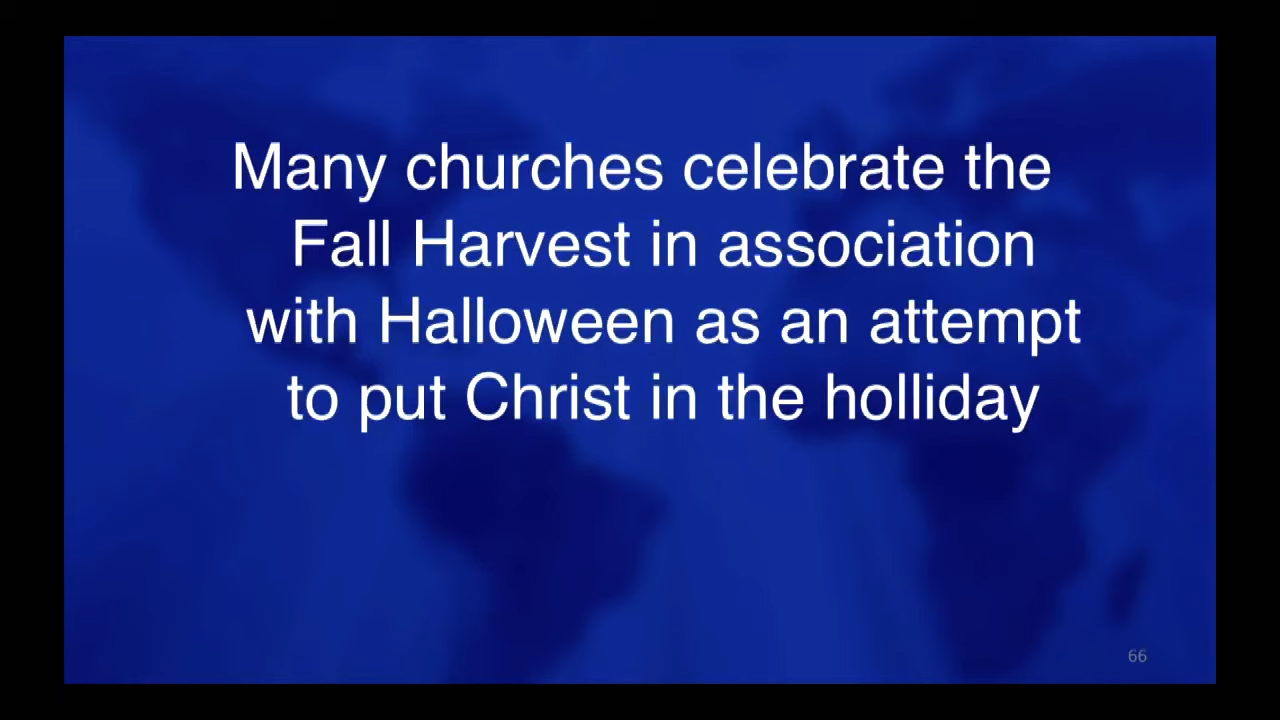 Many churches celebrate the
Fall Harvest in association
with Halloween as an attempt
to put Christ in the holliday
66